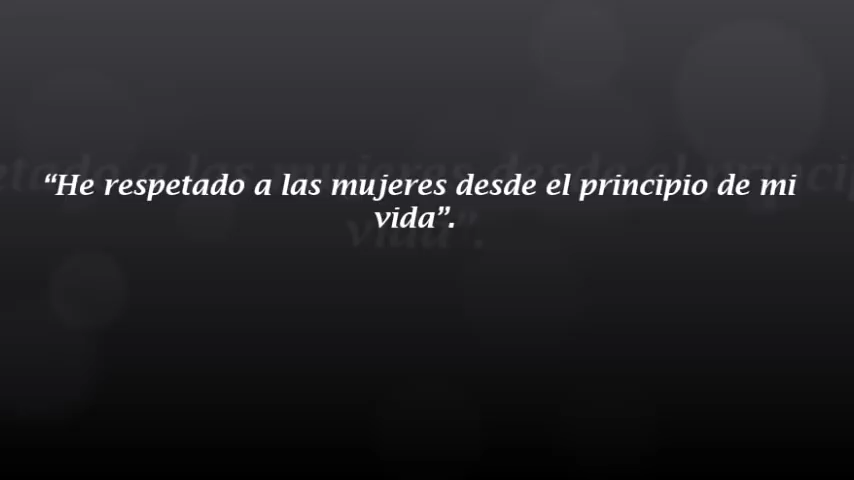 “He respetado a las mujeres desde el principio de mi
vida”.